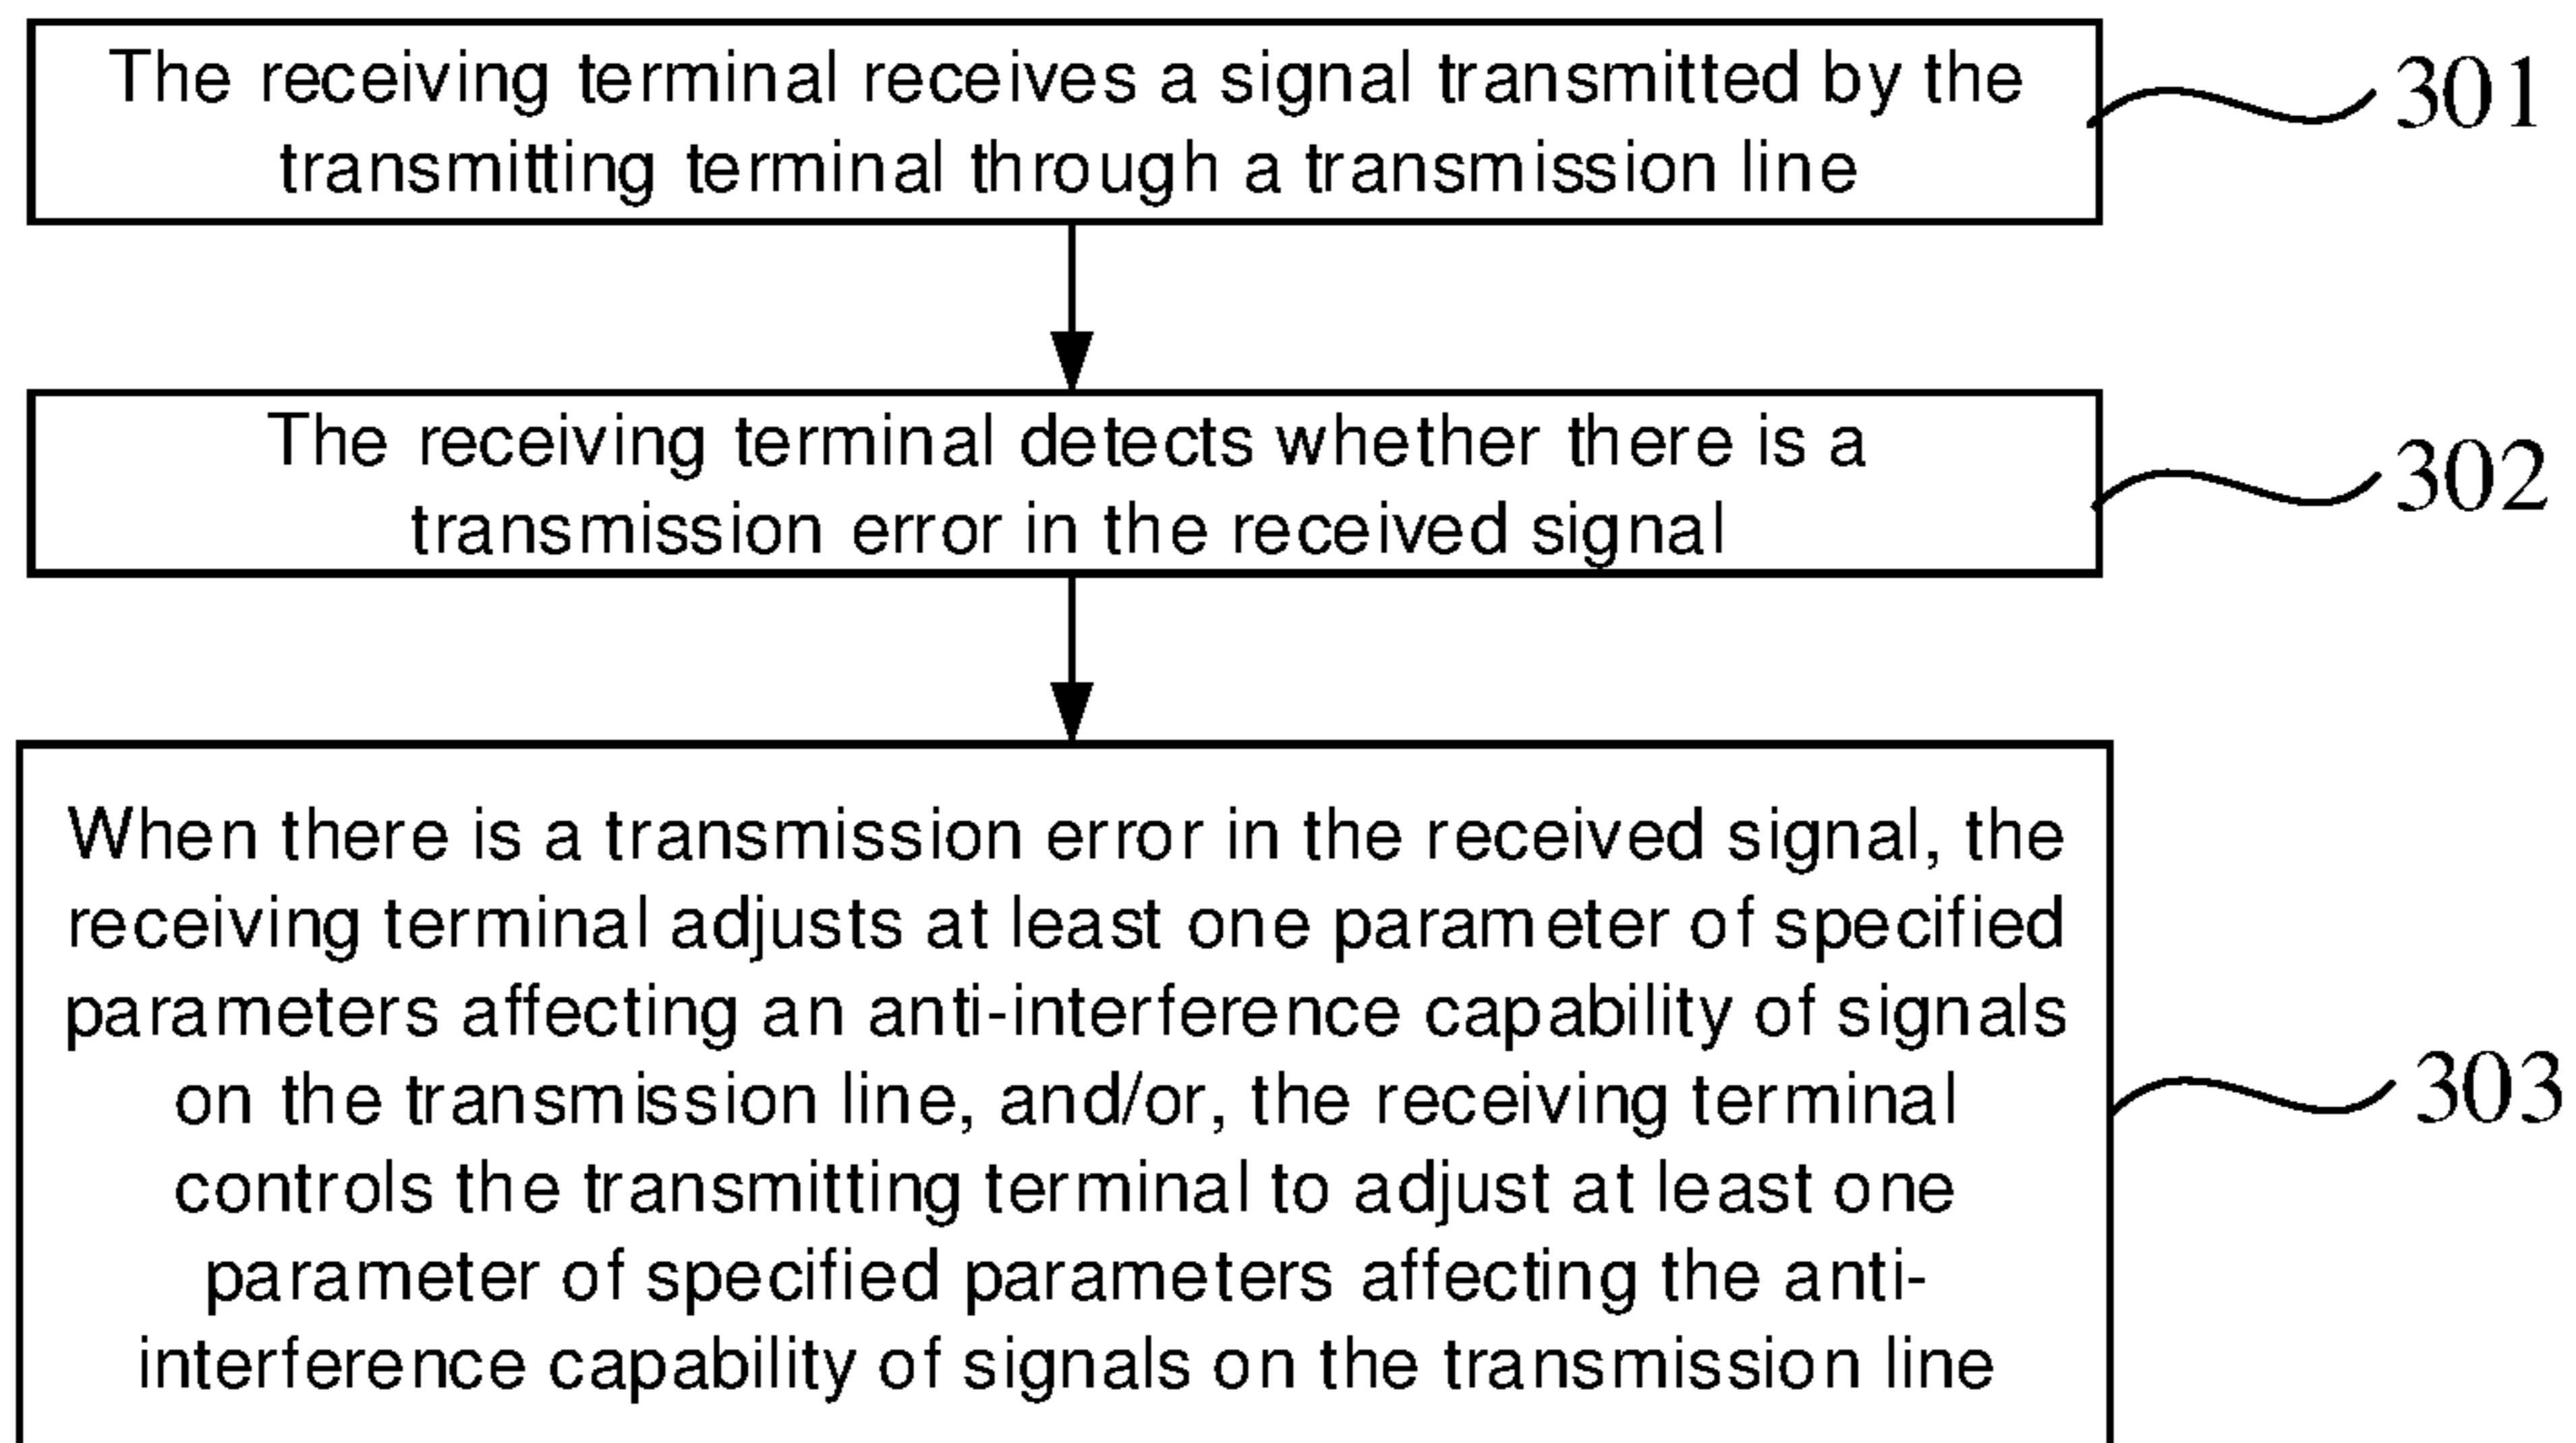 The receiving terminal receives a signal transmitted by the
transmitting terminal through a transmission line
301
The receiving terminal detects whether there is a
transmission error in the received signal
302
When there is a transmission error in the received signal, the
receiving terminal adjusts at least one parameter of specified
parameters affecting an anti-interference capability of signals
on the transmission line, and/or, the receiving terminal
controls the transmitting terminal to adjust at least one
parameter of specified parameters affecting the anti-
interference capability of signals on the transmission line
303